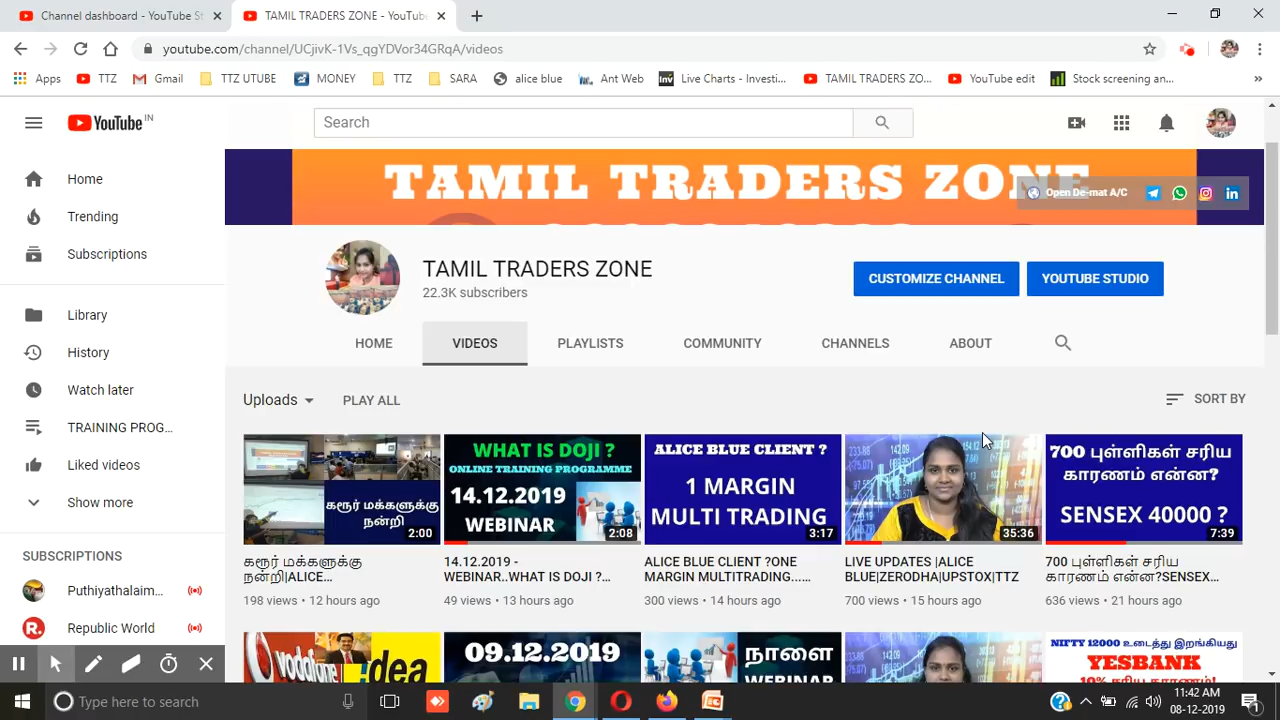 Channel dashboard - YouTube St
TAMIL TRADERS ZONE - YouTube
youtube.com/channel/UCjivK-1Vs_qgYDVor34GRqA/videos
Apps
TTZ
Gmail
TTZ UTUBE
MONEY
TTZ
SARA
alice blue
Ant Web
Live Charts - Investi...
TAMIL TRADERS ZO...
YouTube edit
Stock screening an...
YouTube IN
Search
Home
Trending
Subscriptions
Library
History
Watch later
TRAINING PROG...
Liked videos
Show more
SUBSCRIPTIONS
Puthiyathalaim...
Republic World
TAMIL TRADERS ZONE
Open De-mat A/C
TAMIL TRADERS ZONE
22.3K subscribers
CUSTOMIZE CHANNEL
YOUTUBE STUDIO
HOME
VIDEOS
PLAYLISTS
COMMUNITY
CHANNELS
ABOUT
Uploads
PLAY ALL
SORT BY
கரூர் மக்களுக்கு
நன்றி
2:00
கரூர் மக்களுக்கு
நன்றி|ALICE...
198 views • 12 hours ago
WHAT IS DOJI ?
ONLINE TRAINING PROGRAMME
14.12.2019
WEBINAR
2:08
14.12.2019 -
WEBINAR..WHAT IS DOJI ?...
49 views • 13 hours ago
ALICE BLUE CLIENT ?
1 MARGIN
MULTI TRADING
3:17
ALICE BLUE CLIENT ?ONE
MARGIN MULTITRADING......
300 views • 14 hours ago
35:36
LIVE UPDATES |ALICE
BLUE|ZERODHA|UPSTOX|TTZ
700 views • 15 hours ago
700 புள்ளிகள் சரிய
காரணம் என்ன?
SENSEX 40000 ?
7:39
700 புள்ளிகள் சரிய
காரணம் என்ன?SENSEX...
636 views • 21 hours ago
vodafone
idea
09.12.2019
நாளை
WEBINAR
NIFTY 12000 உடைத்து இறங்கியது
YESBANK
10% சரிய காரணம்!
Type here to search
11:42 AM
08-12-2019